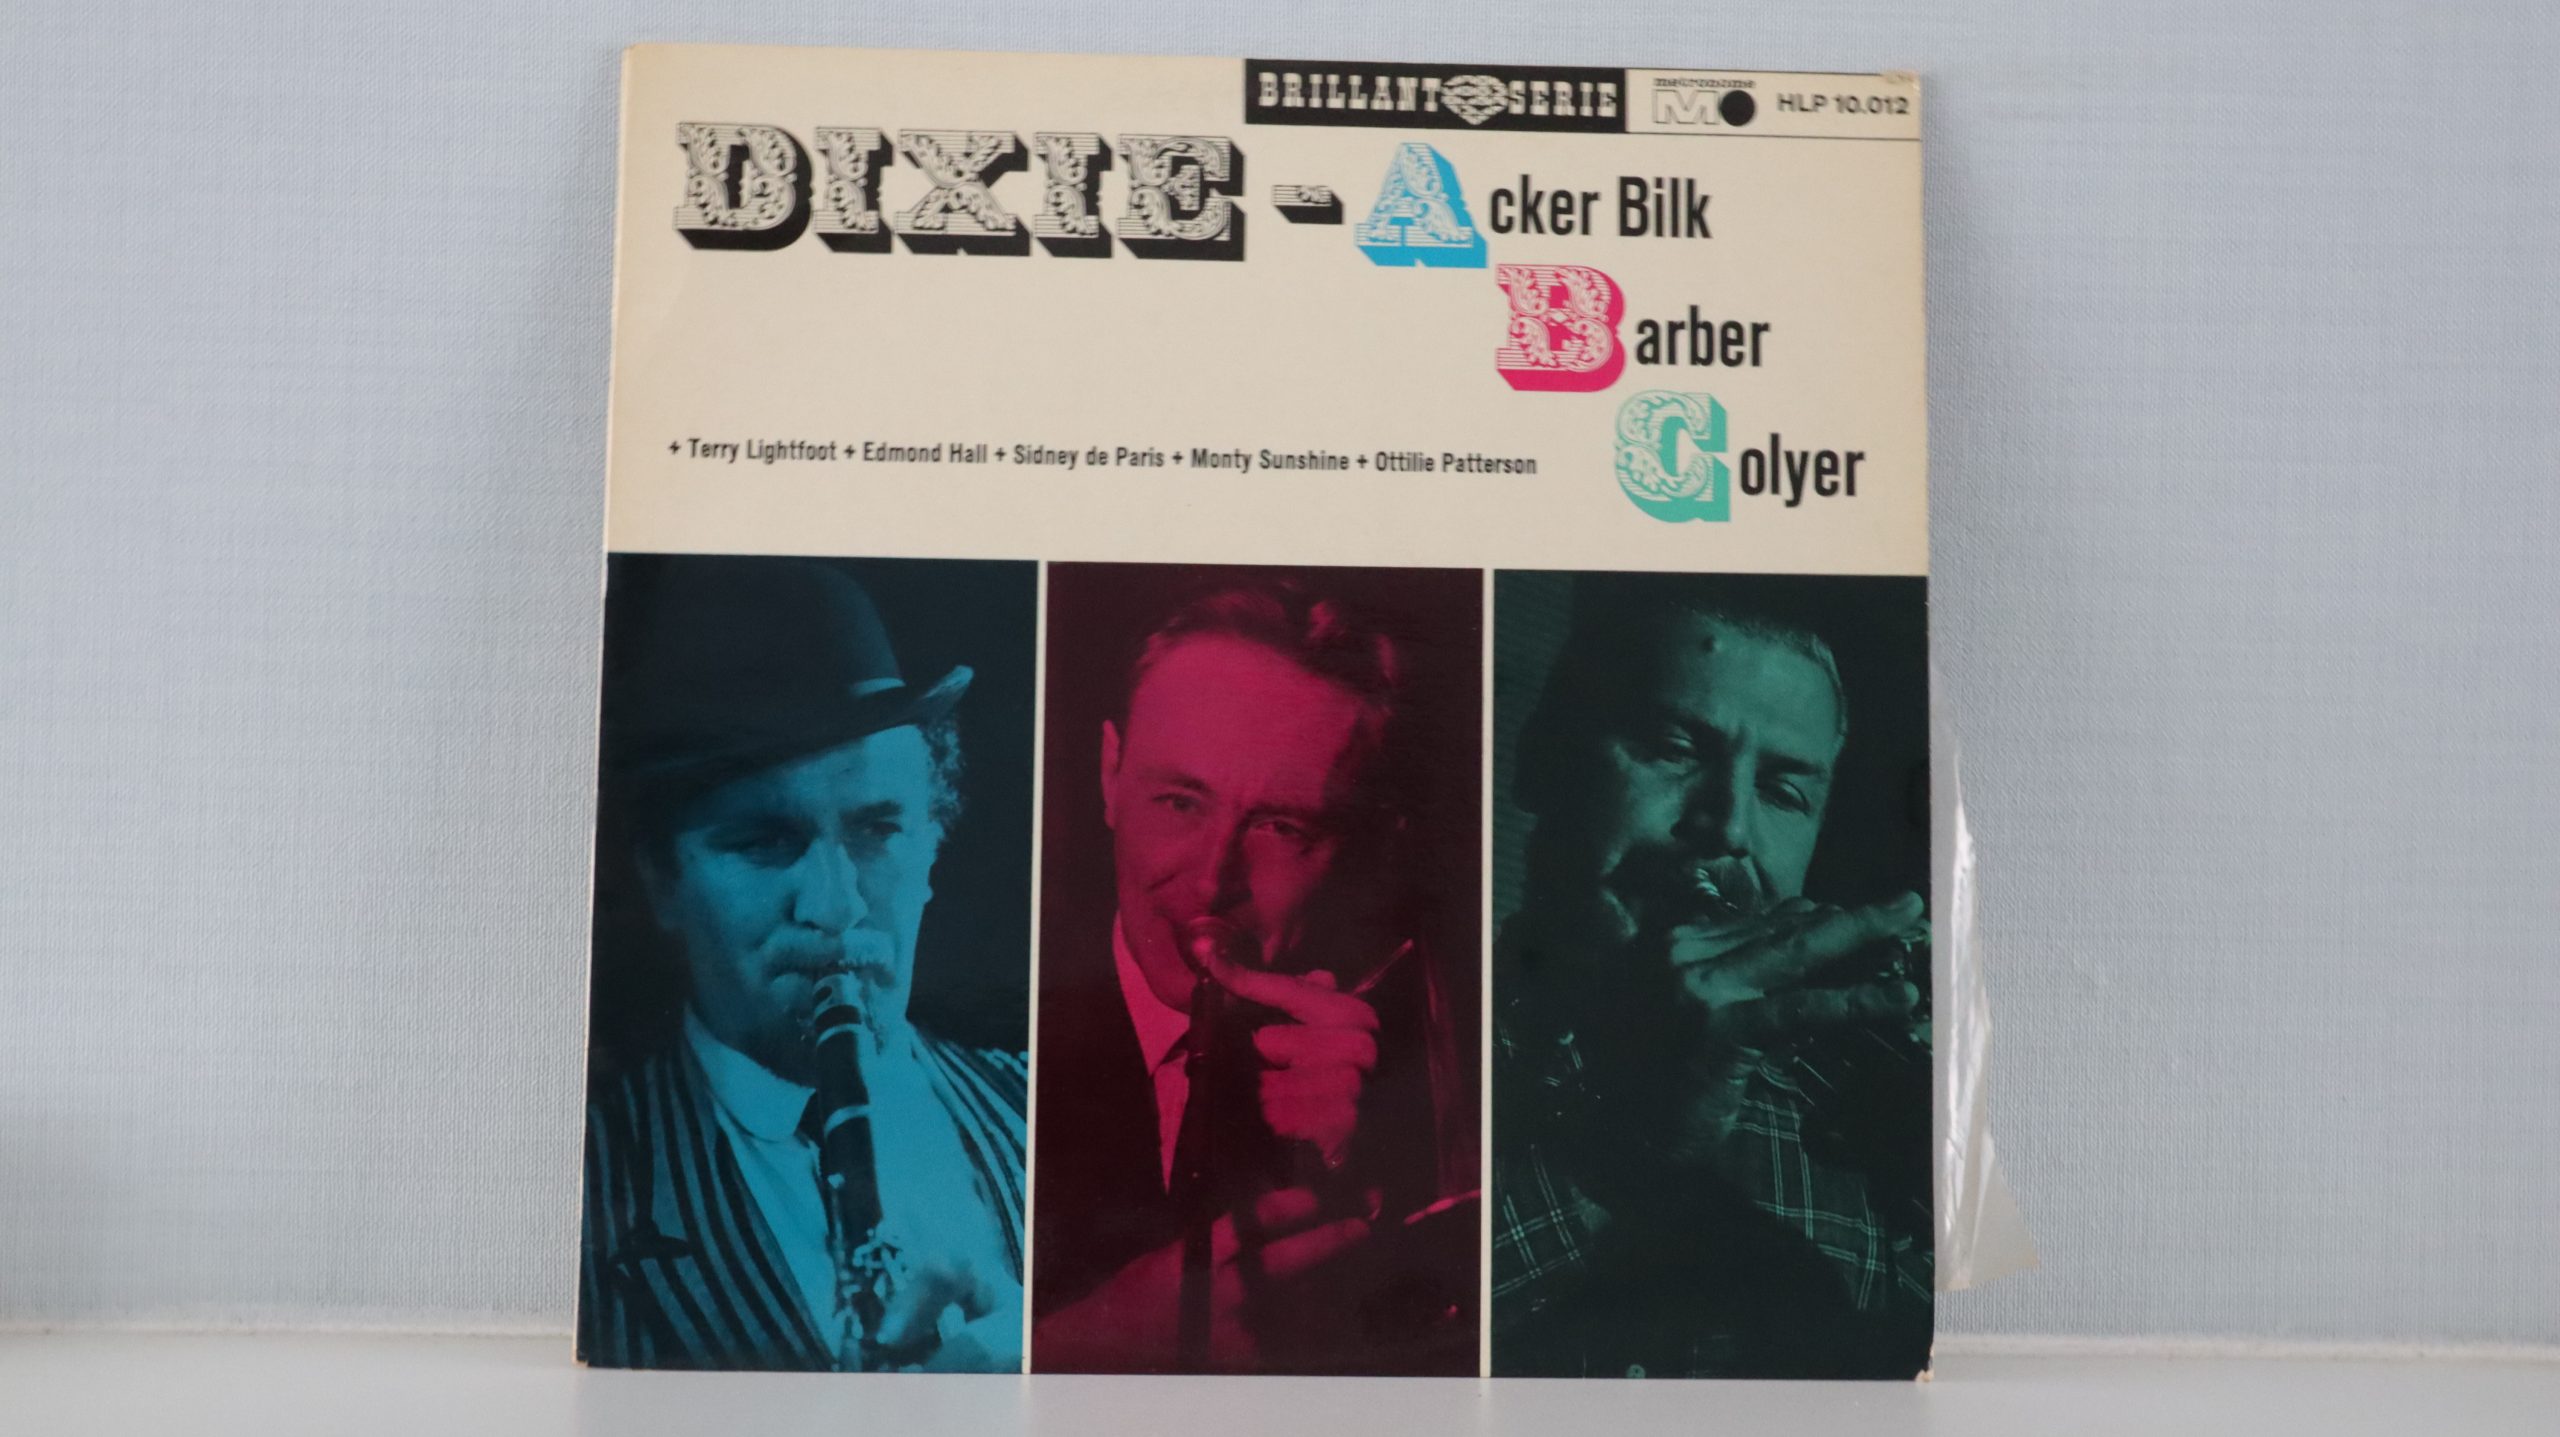 BRILLANT SERIE
metronome
HLP 10.012
DIXIE - Acker Bilk
Barber
Colyer
+ Terry Lightfoot + Edmond Hall + Sidney de Paris + Monty Sunshine + Ottilie Patterson